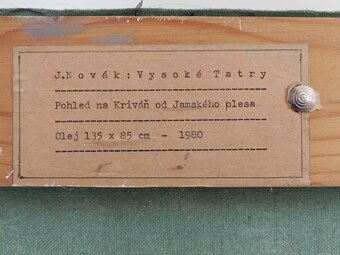 J.Novák: Vysoké Tatry
Pohled na Kriváň od Jamského plesa
Olej 135 x 85 cm - 1980